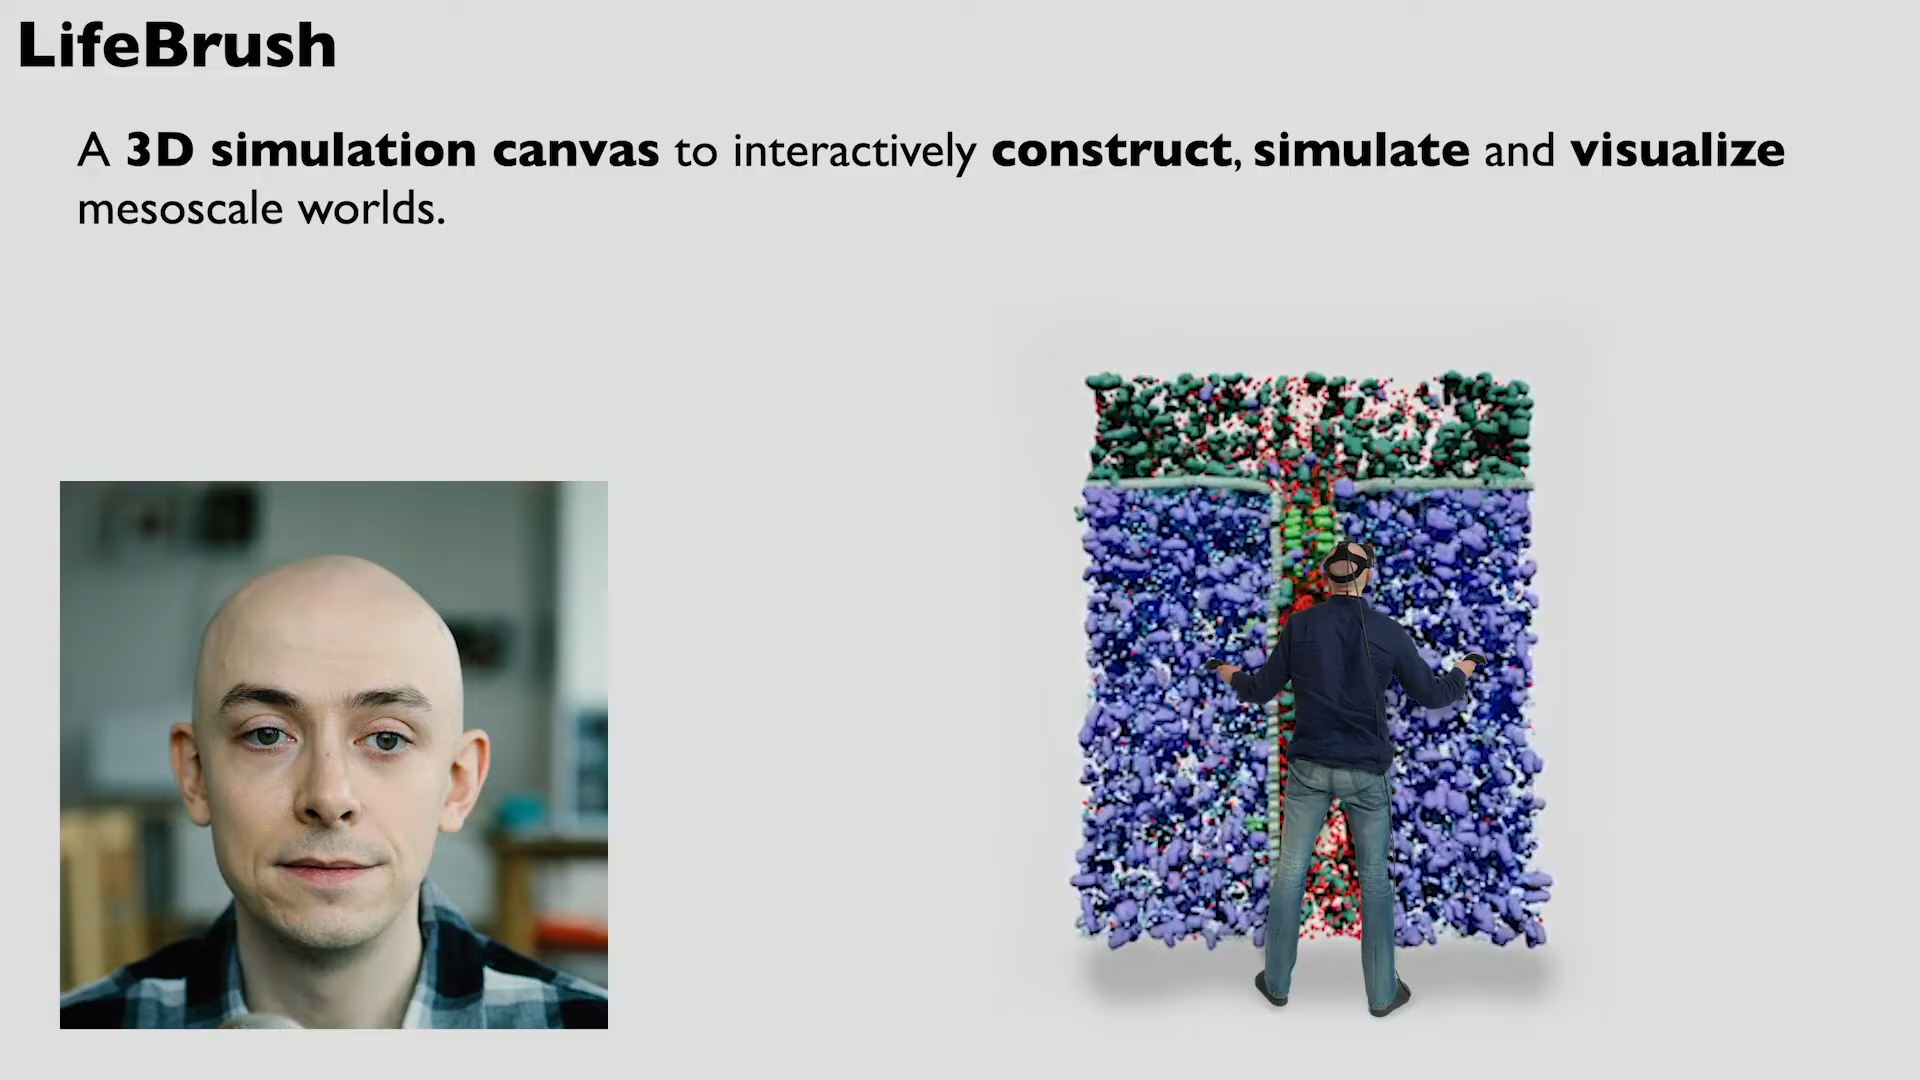 LifeBrush
A 3D simulation canvas to interactively construct, simulate and visualize
mesoscale worlds.